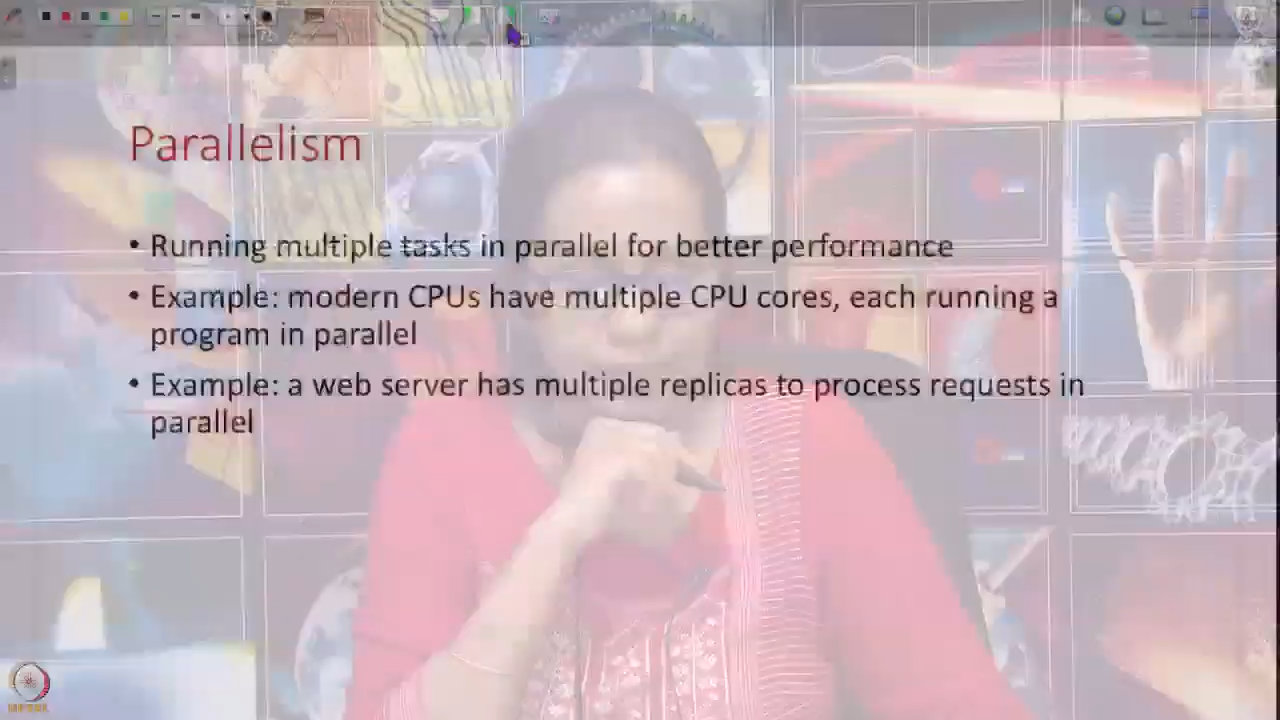 Parallelism
• Running multiple tasks in parallel for better performance
• Example: modern CPUs have multiple CPU cores, each running a
program in parallel
• Example: a web server has multiple replicas to process requests in
parallel